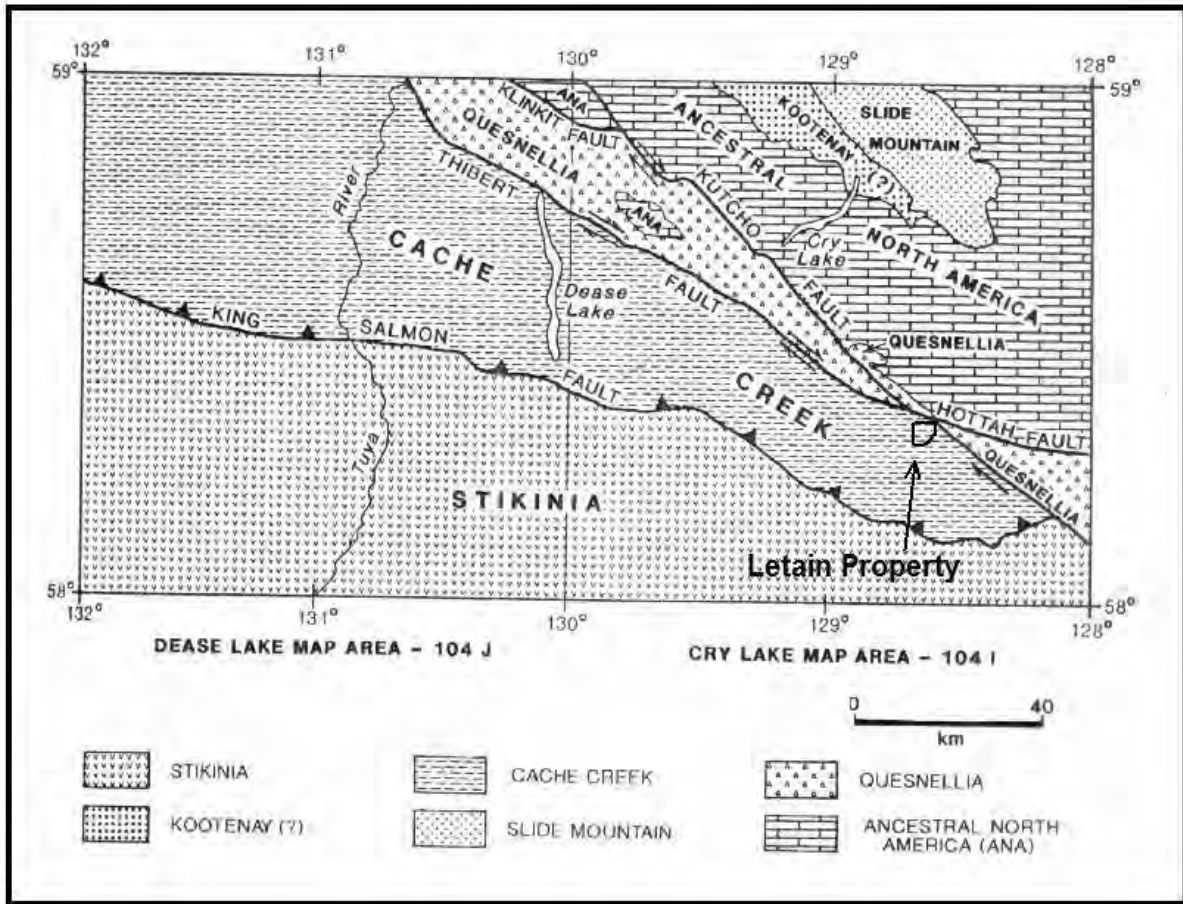 132°
131°
130°
129°
128°
59°
59°
ANA
KLINKIT FAULT
ANCESTRAL
NORTH AMERICA
KOOTENAY
(?)
SLIDE
MOUNTAIN
QUESNELLIA
THIBERT
FAULT
KUTCHO
FAULT
ANA
River
Tuya
CACHE
CREEK
Dease
Lake
Cry
Lake
QUESNELLIA
KING
SALMON
FAULT
HOTTAH FAULT
QUESNELLIA
STIKINIA
Letain Property
58°
58°
132°
131°
130°
129°
128°
DEASE LAKE MAP AREA - 104 J
CRY LAKE MAP AREA - 104 I
0 40
km
STIKINIA
CACHE CREEK
QUESNELLIA
KOOTENAY (?)
SLIDE MOUNTAIN
ANCESTRAL NORTH
AMERICA (ANA)